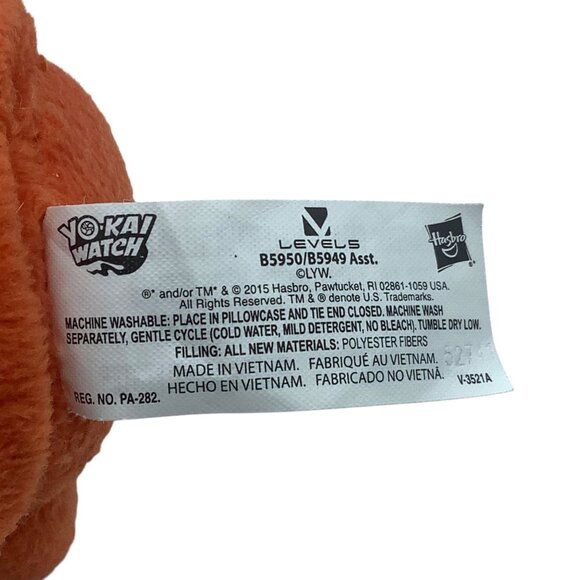 YO-KAI
WATCH
LEVEL5
B5950/B5949 Asst.
©LYW.
Hasbro
®* and/or TM* & © 2015 Hasbro, Pawtucket, RI 02861-1059 USA.
All Rights Reserved. TM & ® denote U.S. Trademarks.
MACHINE WASHABLE: PLACE IN PILLOWCASE AND TIE END CLOSED. MACHINE WASH
SEPARATELY, GENTLE CYCLE (COLD WATER, MILD DETERGENT, NO BLEACH). TUMBLE DRY LOW.
FILLING: ALL NEW MATERIALS: POLYESTER FIBERS
MADE IN VIETNAM. FABRIQUÉ AU VIETNAM.
HECHO EN VIETNAM. FABRICADO NO VIETNÃ.
REG. NO. PA-282.
V-3521A